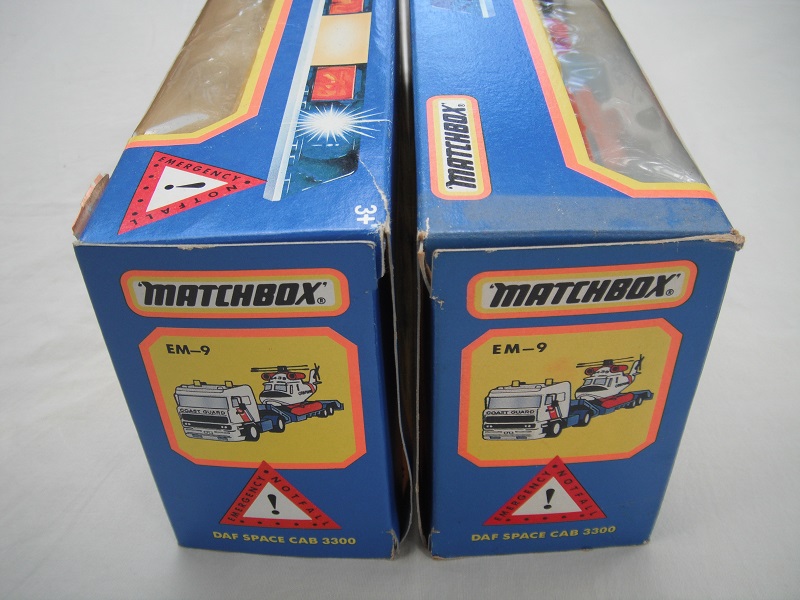 EMERGENCY NOTFALL
3+
MATCHBOX
'MATCHBOX'®
EM-9
COAST GUARD
EMERGENCY NOTFALL
DAF SPACE CAB 3300
'MATCHBOX'®
EM-9
COAST GUARD
EMERGENCY NOTFALL
DAF SPACE CAB 3300